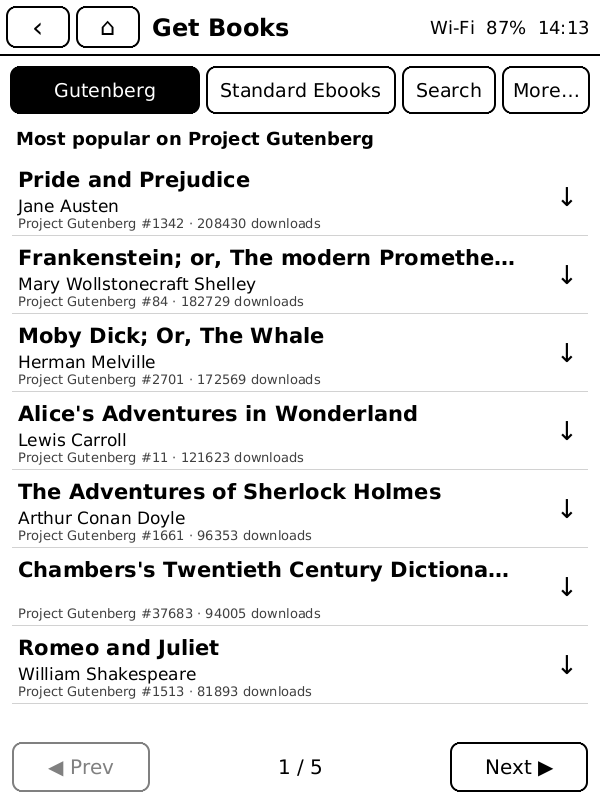 ‹ ⌂ Get Books Wi-Fi 87% 14:13
Gutenberg Standard Ebooks Search More...
Most popular on Project Gutenberg
Pride and Prejudice
Jane Austen
Project Gutenberg #1342 · 208430 downloads
↓
Frankenstein; or, The modern Promethe...
Mary Wollstonecraft Shelley
Project Gutenberg #84 · 182729 downloads
↓
Moby Dick; Or, The Whale
Herman Melville
Project Gutenberg #2701 · 172569 downloads
↓
Alice's Adventures in Wonderland
Lewis Carroll
Project Gutenberg #11 · 121623 downloads
↓
The Adventures of Sherlock Holmes
Arthur Conan Doyle
Project Gutenberg #1661 · 96353 downloads
↓
Chambers's Twentieth Century Dictiona...
Project Gutenberg #37683 · 94005 downloads
↓
Romeo and Juliet
William Shakespeare
Project Gutenberg #1513 · 81893 downloads
↓
◀ Prev 1 / 5 Next ▶